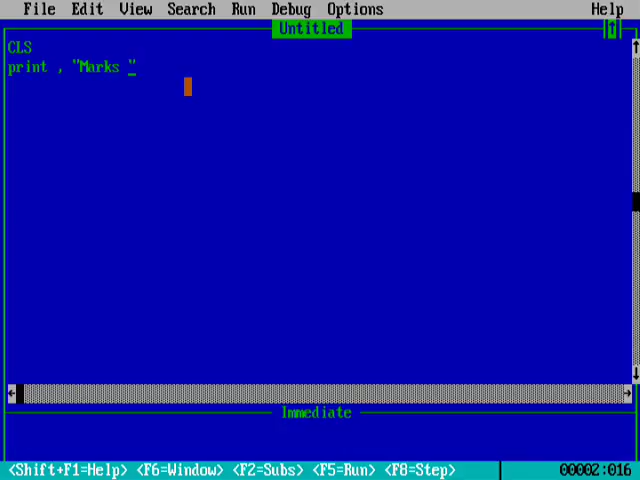 File Edit View Search Run Debug Options Help
Untitled
CLS
print , "Marks "
Immediate
<Shift+F1=Help> <F6=Window> <F2=Subs> <F5=Run> <F8=Step> 00002:016